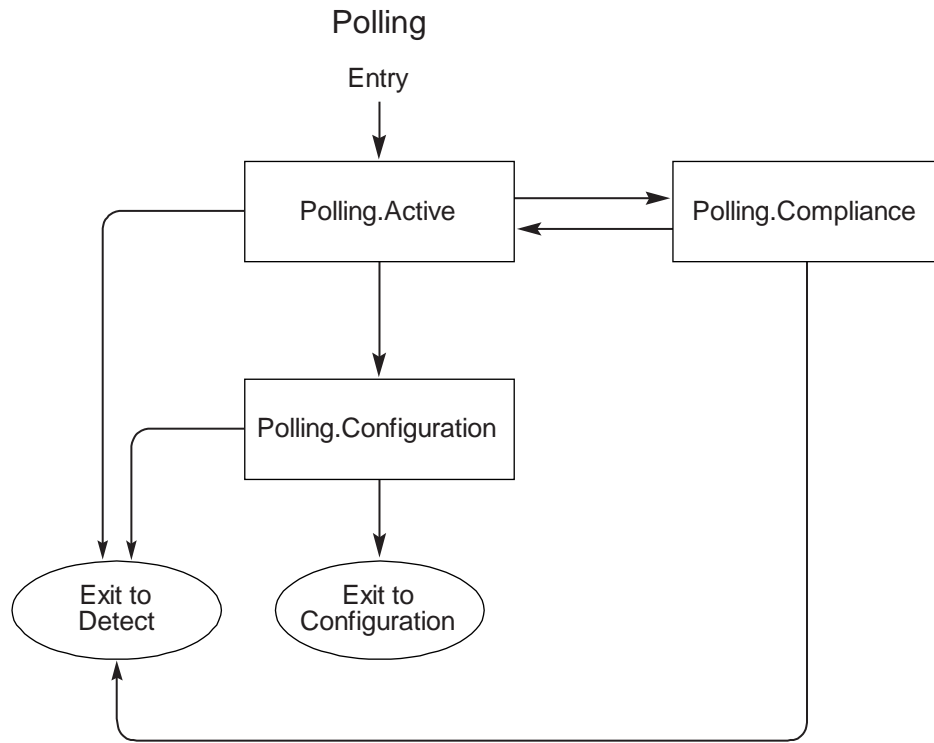 Polling
Entry
Polling.Active
Polling.Compliance
Polling.Configuration
Exit to
Detect
Exit to
Configuration